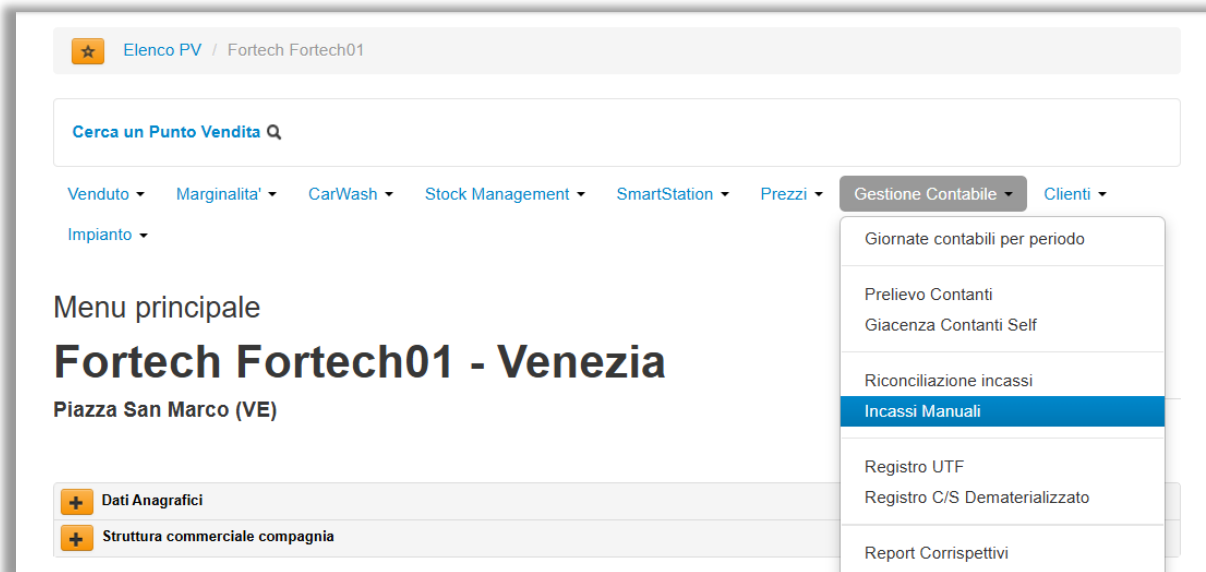 Elenco PV / Fortech Fortech01
Cerca un Punto Vendita
Venduto Marginalita' CarWash Stock Management SmartStation Prezzi Gestione Contabile Clienti
Impianto
Giornate contabili per periodo
Prelievo Contanti
Giacenza Contanti Self
Riconciliazione incassi
Incassi Manuali
Registro UTF
Registro C/S Dematerializzato
Report Corrispettivi
Menu principale
Fortech Fortech01 - Venezia
Piazza San Marco (VE)
Dati Anagrafici
Struttura commerciale compagnia